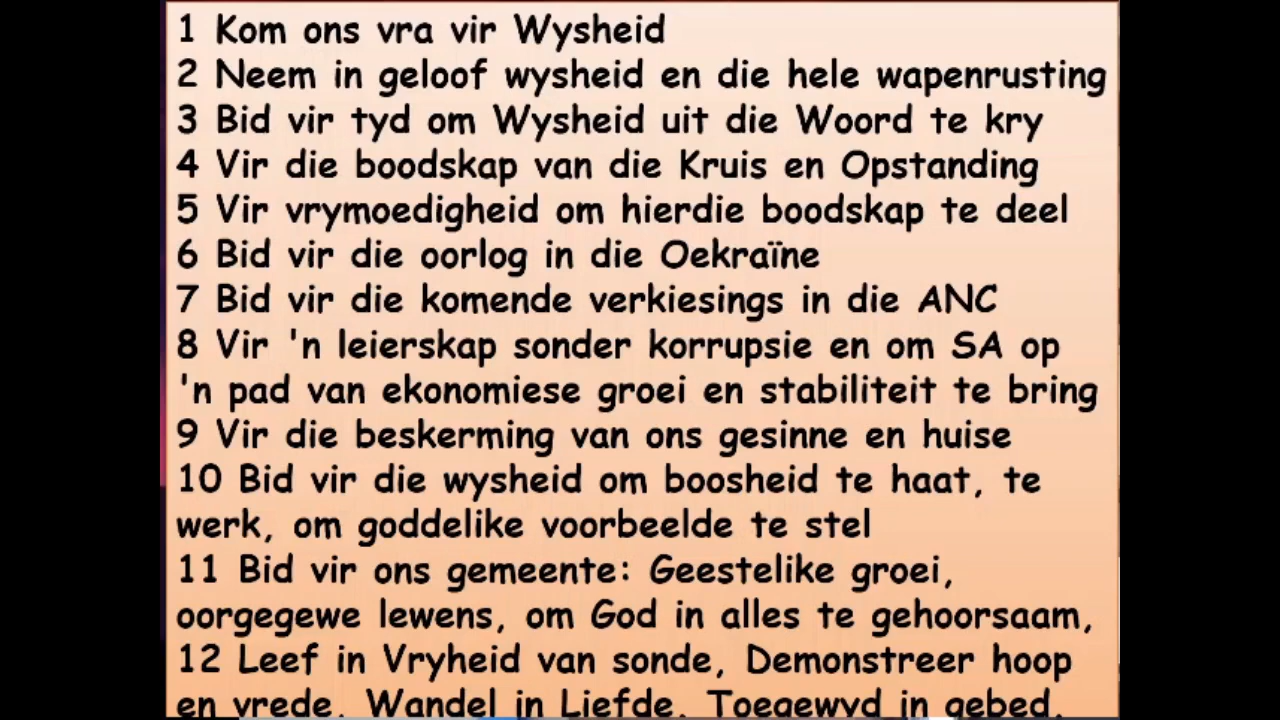 1 Kom ons vra vir Wysheid
2 Neem in geloof wysheid en die hele wapenrusting
3 Bid vir tyd om Wysheid uit die Woord te kry
4 Vir die boodskap van die Kruis en Opstanding
5 Vir vrymoedigheid om hierdie boodskap te deel
6 Bid vir die oorlog in die Oekraïne
7 Bid vir die komende verkiesings in die ANC
8 Vir 'n leierskap sonder korrupsie en om SA op
'n pad van ekonomiese groei en stabiliteit te bring
9 Vir die beskerming van ons gesinne en huise
10 Bid vir die wysheid om boosheid te haat, te
werk, om goddelike voorbeelde te stel
11 Bid vir ons gemeente: Geestelike groei,
oorgegewe lewens, om God in alles te gehoorsaam,
12 Leef in Vryheid van sonde, Demonstreer hoop
en vrede, Wandel in Liefde, Toegewyd in gebed,